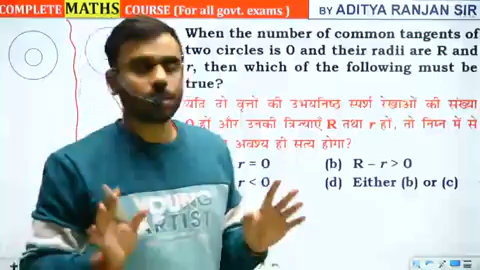 COMPLETE MATHS COURSE (For all govt. exams ) BY ADITYA RANJAN SIR
When the number of common tangents of
two circles is 0 and their radii are R and
r, then which of the following must be
true?
यदि दो वृत्तों की उभयनिष्ठ स्पर्श रेखाओं की संख्या
0 हो और उनकी त्रिज्याएँ R तथा r हो, तो निम्न में से
अवश्य ही सत्य होगा?
r = 0 (b) R – r > 0
r < 0 (d) Either (b) or (c)
YOUNG
ARTIST